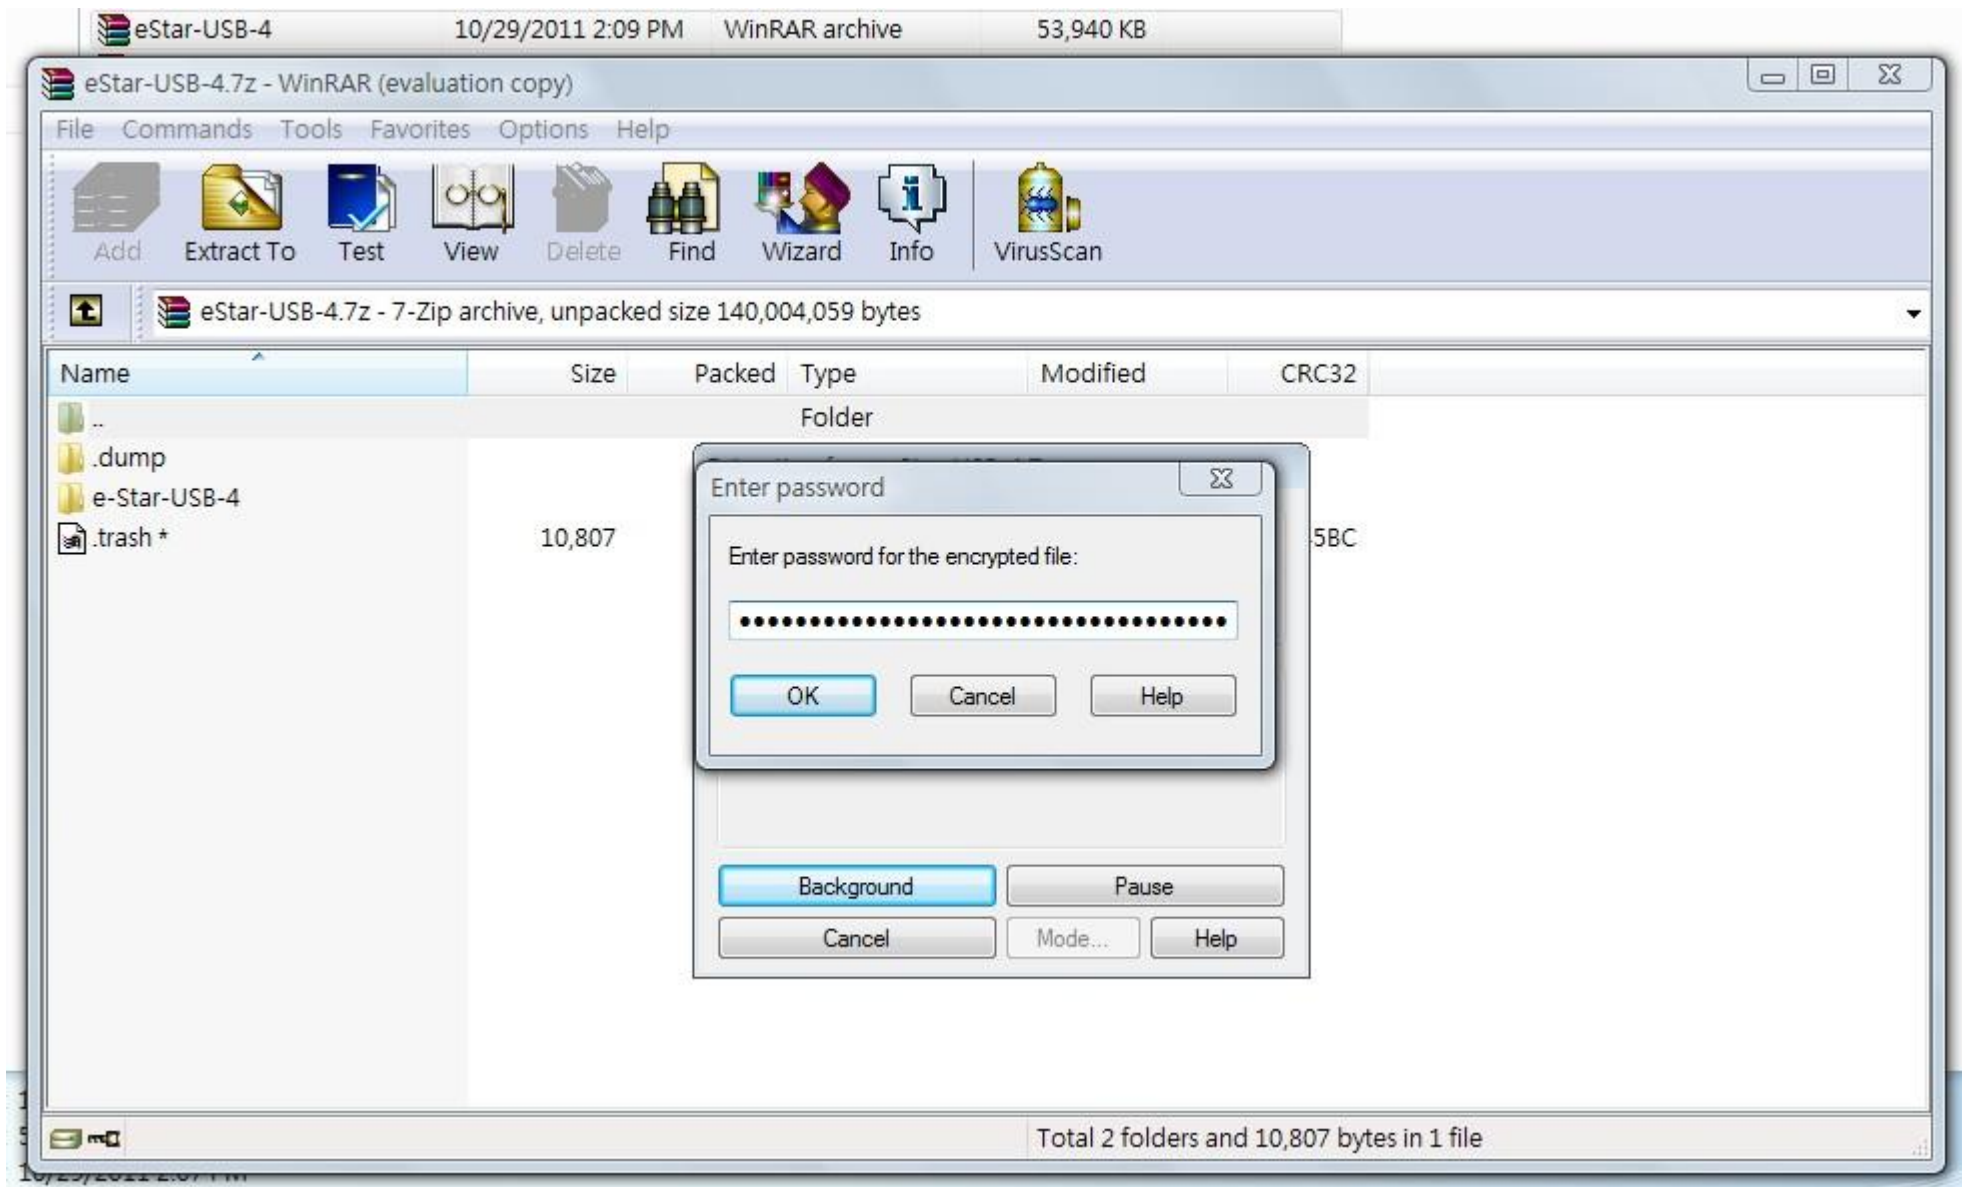 eStar-USB-4 10/29/2011 2:09 PM WinRAR archive 53,940 KB
eStar-USB-4.7z - WinRAR (evaluation copy)
File Commands Tools Favorites Options Help
Add Extract To Test View Delete Find Wizard Info VirusScan
eStar-USB-4.7z - 7-Zip archive, unpacked size 140,004,059 bytes
Name Size Packed Type Modified CRC32
.. Folder
.dump
e-Star-USB-4
Enter password
.trash * 10,807 5BC
Enter password for the encrypted file:
OK Cancel Help
Background Pause
Cancel Mode... Help
Total 2 folders and 10,807 bytes in 1 file